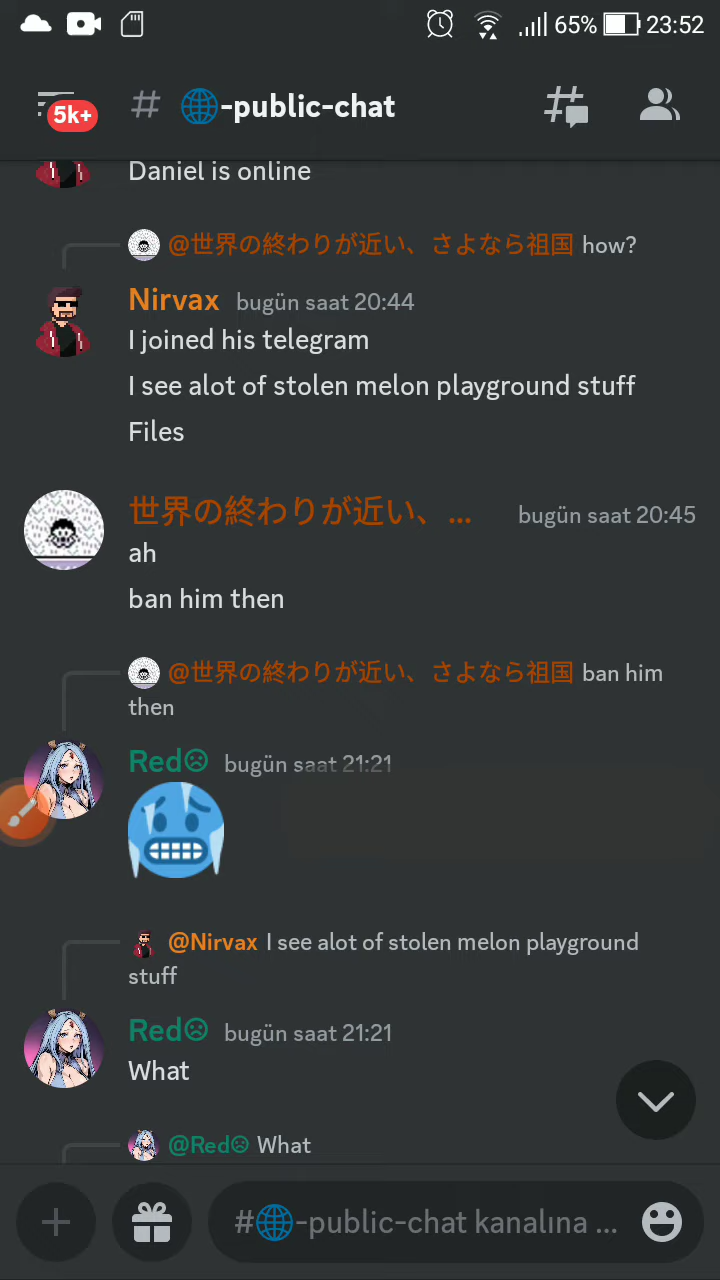 65% 23:52
5k+ # 🌐-public-chat
Daniel is online
@世界の終わりが近い、さよなら祖国 how?
Nirvax bugün saat 20:44
I joined his telegram
I see alot of stolen melon playground stuff
Files
世界の終わりが近い、... bugün saat 20:45
ah
ban him then
@世界の終わりが近い、さよなら祖国 ban him
then
Red☹ bugün saat 21:21
@Nirvax I see alot of stolen melon playground
stuff
Red☹ bugün saat 21:21
What
@Red☹ What
#🌐-public-chat kanalına ...